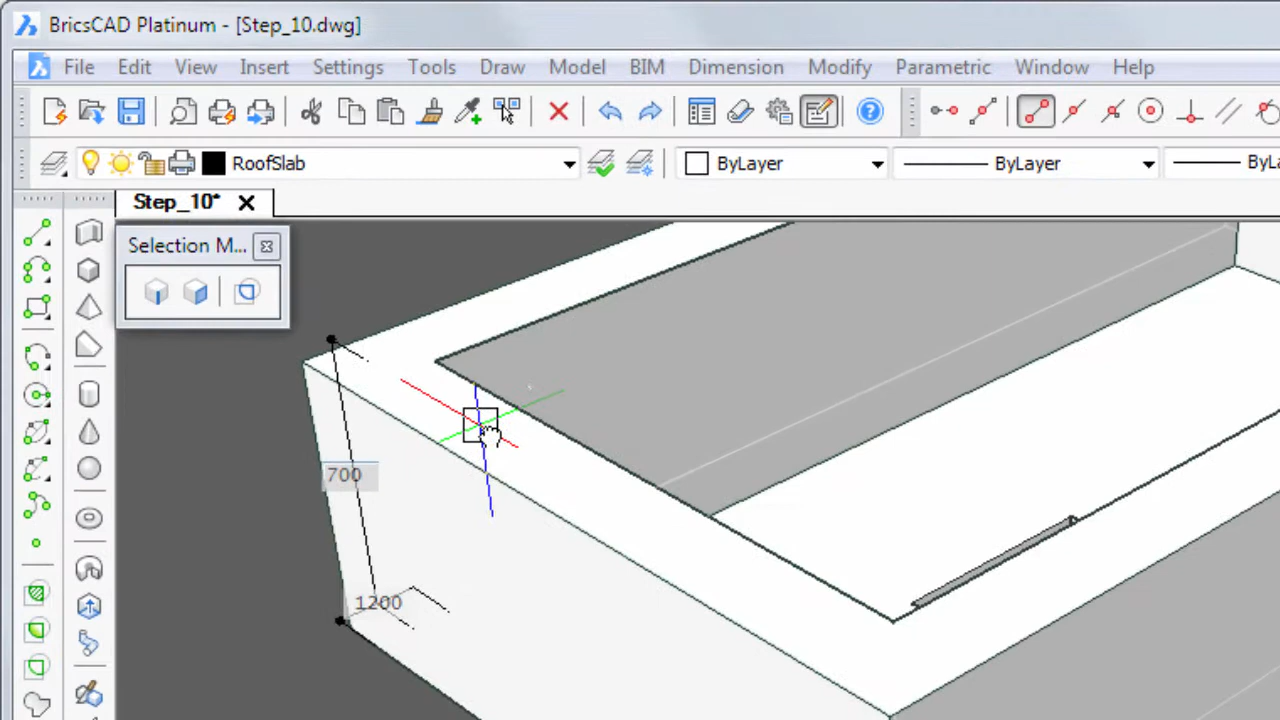 BricsCAD Platinum - [Step_10.dwg]
File Edit View Insert Settings Tools Draw Model BIM Dimension Modify Parametric Window Help
RoofSlab ByLayer ByLayer ByLa
Step_10*
Selection M...
700
1200